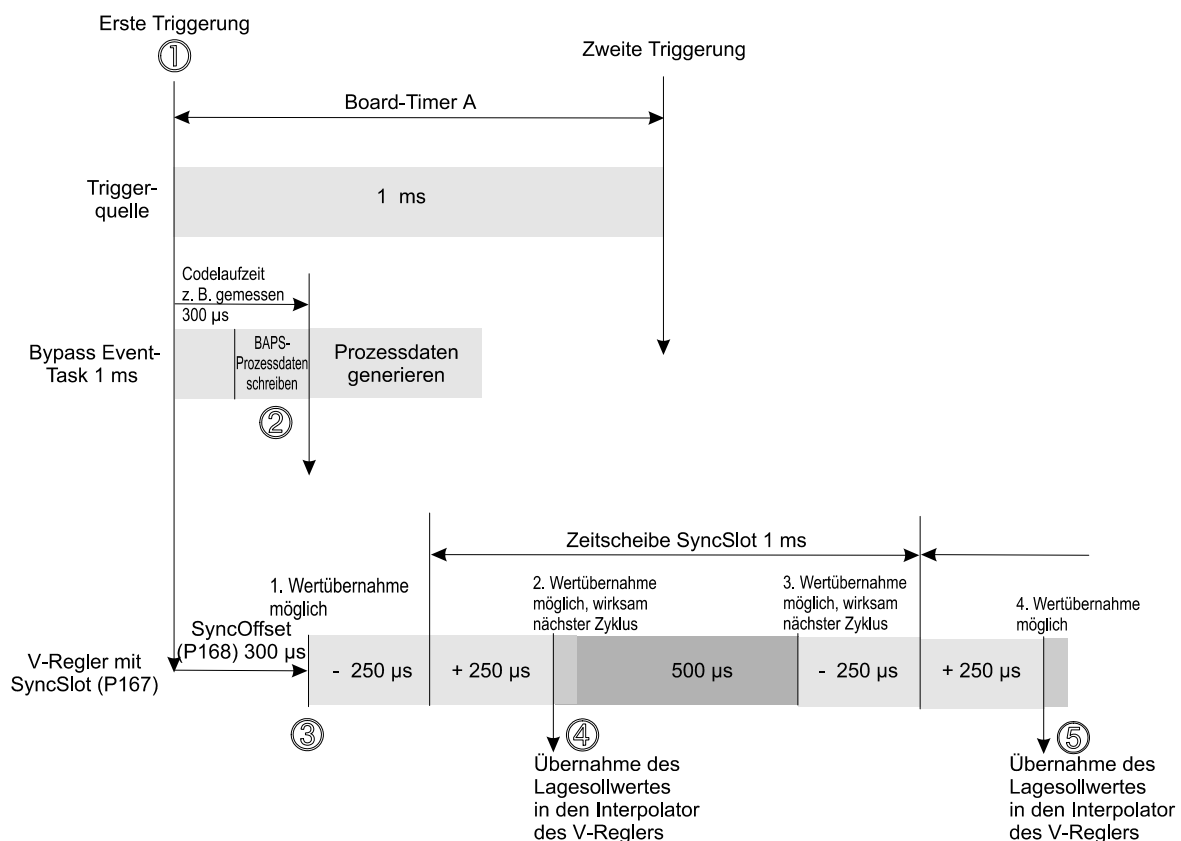 Erste Triggerung
①
Zweite Triggerung
Board-Timer A
Trigger-
quelle
1 ms
Codelaufzeit
z. B. gemessen
300 µs
Bypass Event-
Task 1 ms
BAPS-
Prozessdaten
schreiben
Prozessdaten
generieren
②
Zeitscheibe SyncSlot 1 ms
1. Wertübernahme
möglich
2. Wertübernahme
möglich, wirksam
nächster Zyklus
3. Wertübernahme
möglich, wirksam
nächster Zyklus
4. Wertübernahme
möglich
SyncOffset
(P168) 300 µs
V-Regler mit
SyncSlot (P167)
- 250 µs
+ 250 µs
500 µs
- 250 µs
+ 250 µs
③
④
⑤
Übernahme des
Lagesollwertes
in den Interpolator
des V-Reglers
Übernahme des
Lagesollwertes
in den Interpolator
des V-Reglers